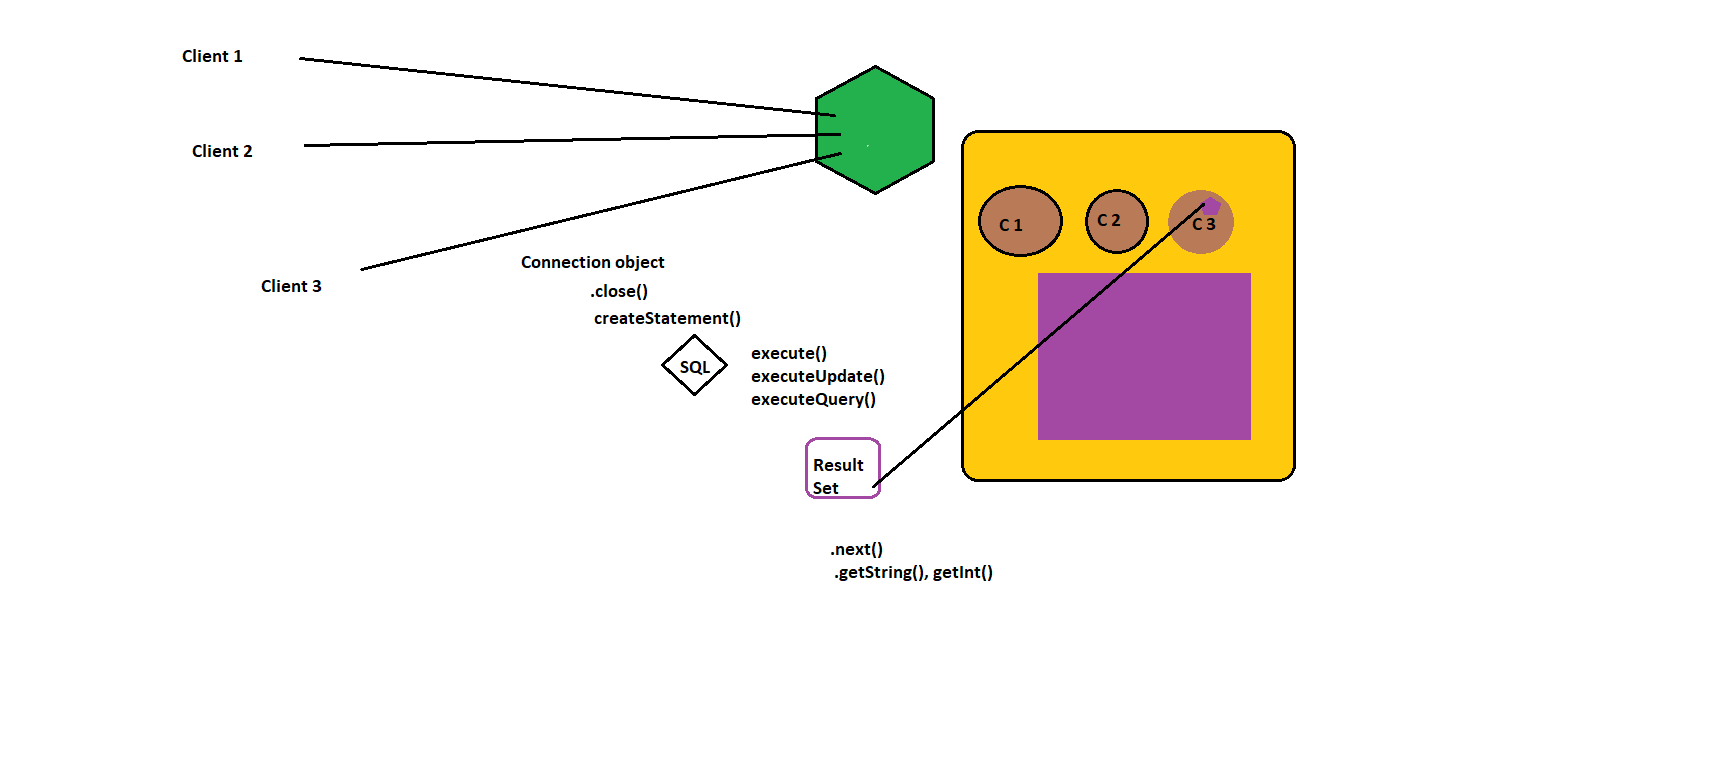 Client 1
Client 2
Client 3
Connection object
.close()
createStatement()
SQL
execute()
executeUpdate()
executeQuery()
Result
Set
.next()
.getString(), getInt()
C 1
C 2
C 3